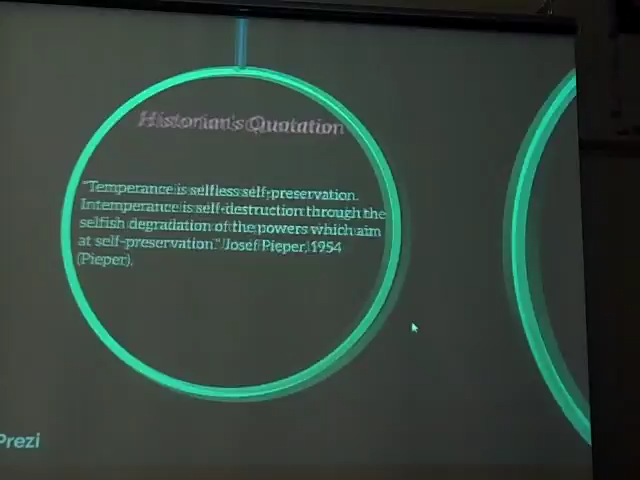 Historian's Quotation
"Temperance is selfless self-preservation.
Intemperance is self-destruction through the
selfish degradation of the powers which aim
at self-preservation." Josef Pieper, 1954
(Pieper).
Prezi